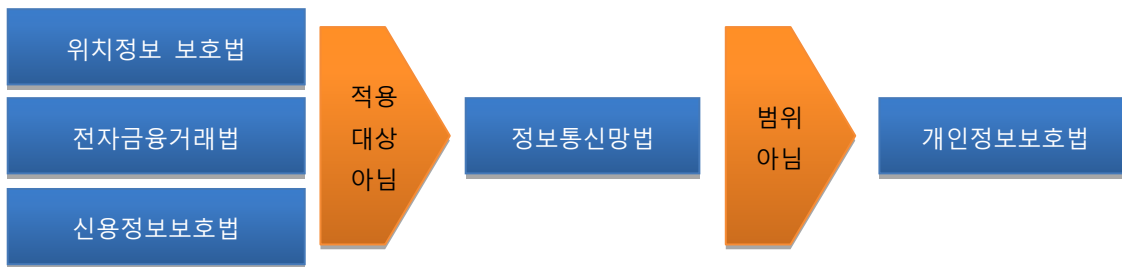 위치정보 보호법
전자금융거래법
신용정보보호법
적용
대상
아님
정보통신망법
범위
아님
개인정보보호법